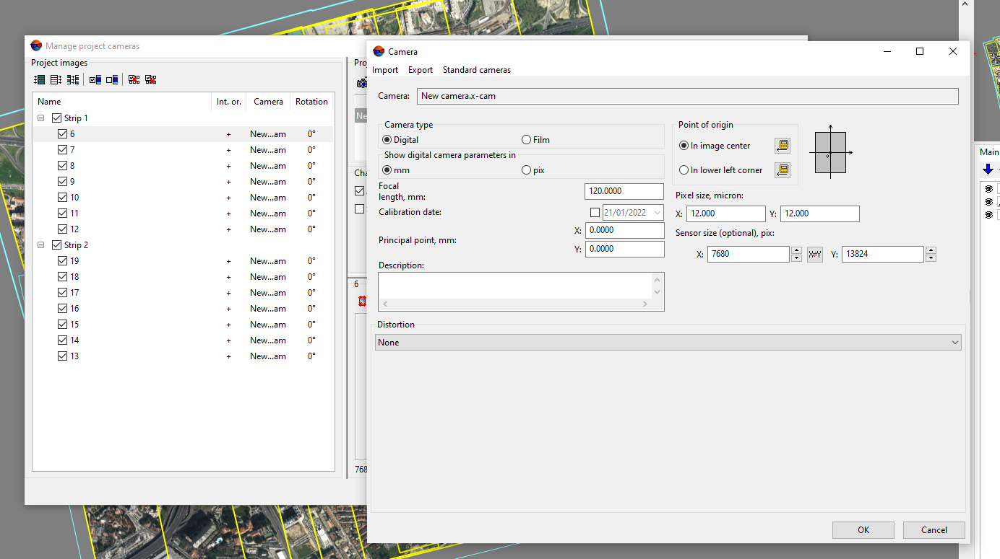 Manage project cameras
Project images
Name Int. or. Camera Rotation
Strip 1
6 + New...am 0°
7 + New...am 0°
8 + New...am 0°
9 + New...am 0°
10 + New...am 0°
11 + New...am 0°
12 + New...am 0°
Strip 2
19 + New...am 0°
18 + New...am 0°
17 + New...am 0°
16 + New...am 0°
15 + New...am 0°
14 + New...am 0°
13 + New...am 0°
6
Camera
Import Export Standard cameras
Camera: New camera.x-cam
Camera type
Digital Film
Show digital camera parameters in
mm pix
Focal
length, mm: 120.0000
Calibration date: 21/01/2022
Principal point, mm:
X: 0.0000
Y: 0.0000
Description:
Point of origin
In image center
In lower left corner
0
Pixel size, micron:
X: 12.000 Y: 12.000
Sensor size (optional), pix:
X: 7680 X=Y Y: 13824
Distortion
None
OK Cancel
Main